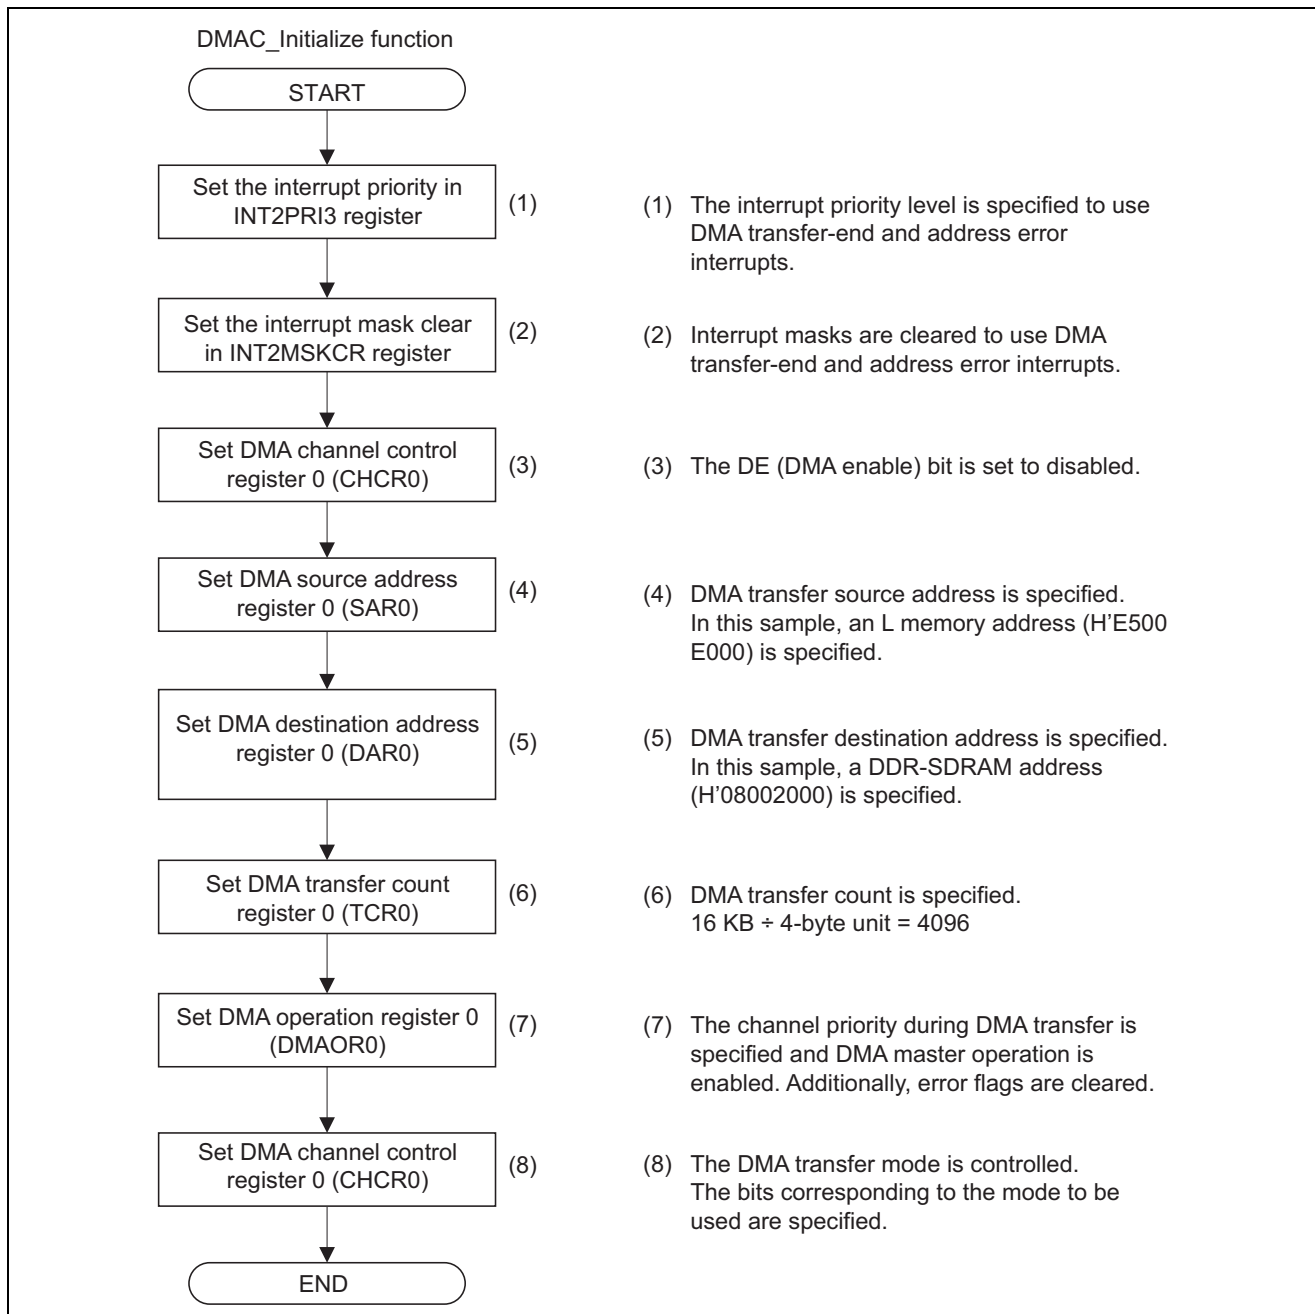 DMAC_Initialize function
START
Set the interrupt priority in
INT2PRI3 register
(1)
(1) The interrupt priority level is specified to use
DMA transfer-end and address error
interrupts.
Set the interrupt mask clear
in INT2MSKCR register
(2)
(2) Interrupt masks are cleared to use DMA
transfer-end and address error interrupts.
Set DMA channel control
register 0 (CHCR0)
(3)
(3) The DE (DMA enable) bit is set to disabled.
Set DMA source address
register 0 (SAR0)
(4)
(4) DMA transfer source address is specified.
In this sample, an L memory address (H'E500
E000) is specified.
Set DMA destination address
register 0 (DAR0)
(5)
(5) DMA transfer destination address is specified.
In this sample, a DDR-SDRAM address
(H'08002000) is specified.
Set DMA transfer count
register 0 (TCR0)
(6)
(6) DMA transfer count is specified.
16 KB ÷ 4-byte unit = 4096
Set DMA operation register 0
(DMAOR0)
(7)
(7) The channel priority during DMA transfer is
specified and DMA master operation is
enabled. Additionally, error flags are cleared.
Set DMA channel control
register 0 (CHCR0)
(8)
(8) The DMA transfer mode is controlled.
The bits corresponding to the mode to be
used are specified.
END